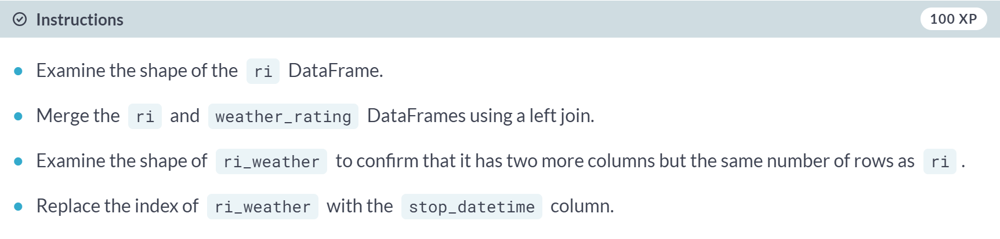 Instructions 100 XP
Examine the shape of the ri DataFrame.
Merge the ri and weather_rating DataFrames using a left join.
Examine the shape of ri_weather to confirm that it has two more columns but the same number of rows as ri .
Replace the index of ri_weather with the stop_datetime column.